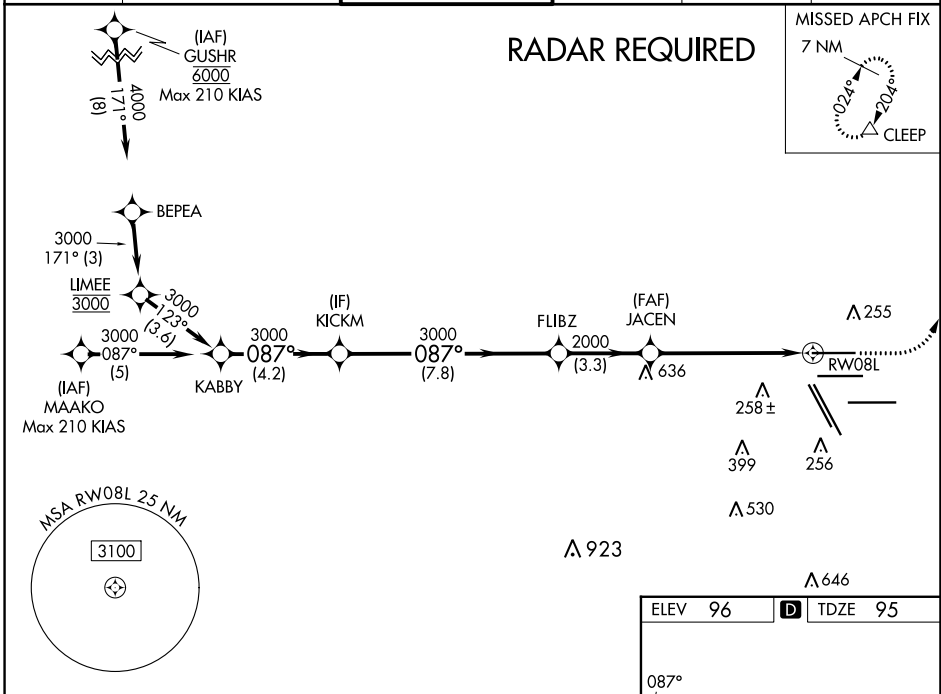 (IAF)
GUSHR
6000
Max 210 KIAS
4000
171°
(8)
RADAR REQUIRED
MISSED APCH FIX
7 NM
024°
204°
CLEEP
BEPEA
3000
171° (3)
LIMEE
3000
3000
123°
(3.6)
3000
087°
(5)
(IAF)
MAAKO
Max 210 KIAS
KABBY
3000
087°
(4.2)
(IF)
KICKM
3000
087°
(7.8)
FLIBZ
2000
(3.3)
(FAF)
JACEN
636
255
RW08L
258 ±
399
256
530
923
646
MSA RW08L 25 NM
3100
ELEV 96
D
TDZE 95
087°